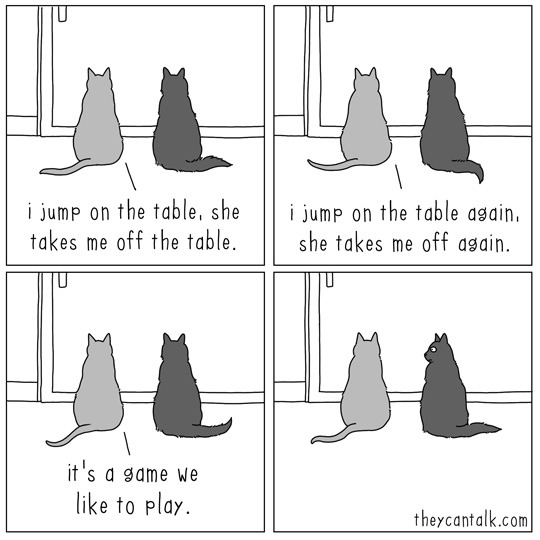 i jump on the table, she
takes me off the table.
i jump on the table again,
she takes me off again.
it's a game we
like to play.
theycantalk.com